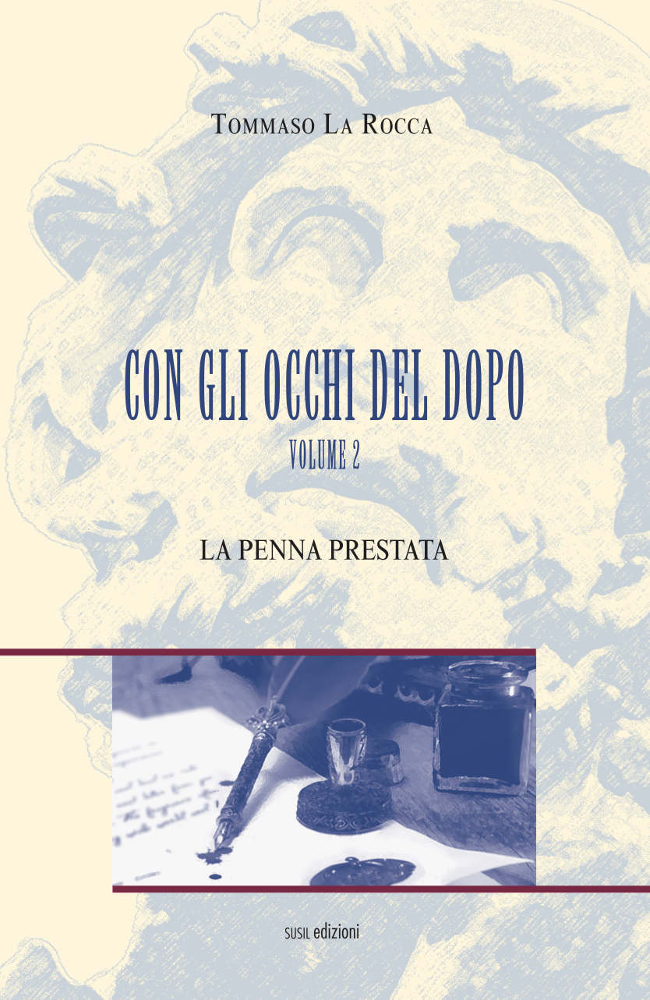 TOMMASO LA ROCCA
CON GLI OCCHI DEL DOPO
VOLUME 2
LA PENNA PRESTATA
SUSIL edizioni